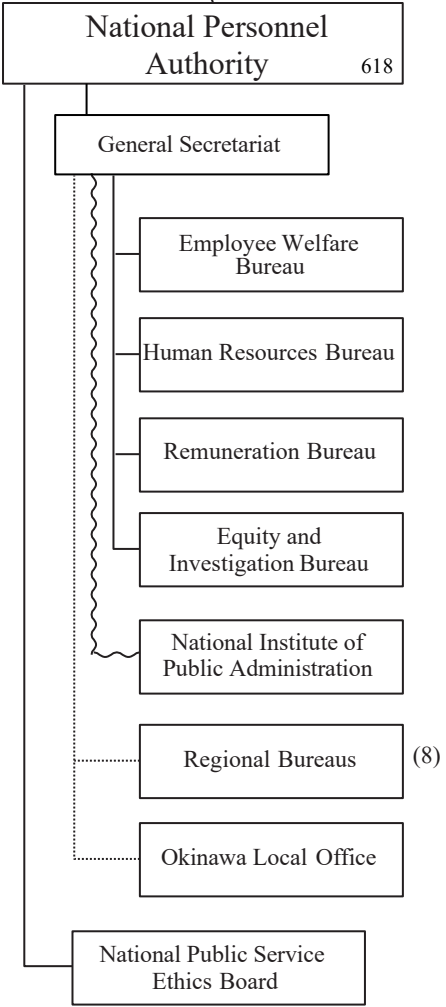 National Personnel
Authority 618
General Secretariat
Employee Welfare
Bureau
Human Resources Bureau
Remuneration Bureau
Equity and
Investigation Bureau
National Institute of
Public Administration
Regional Bureaus (8)
Okinawa Local Office
National Public Service
Ethics Board